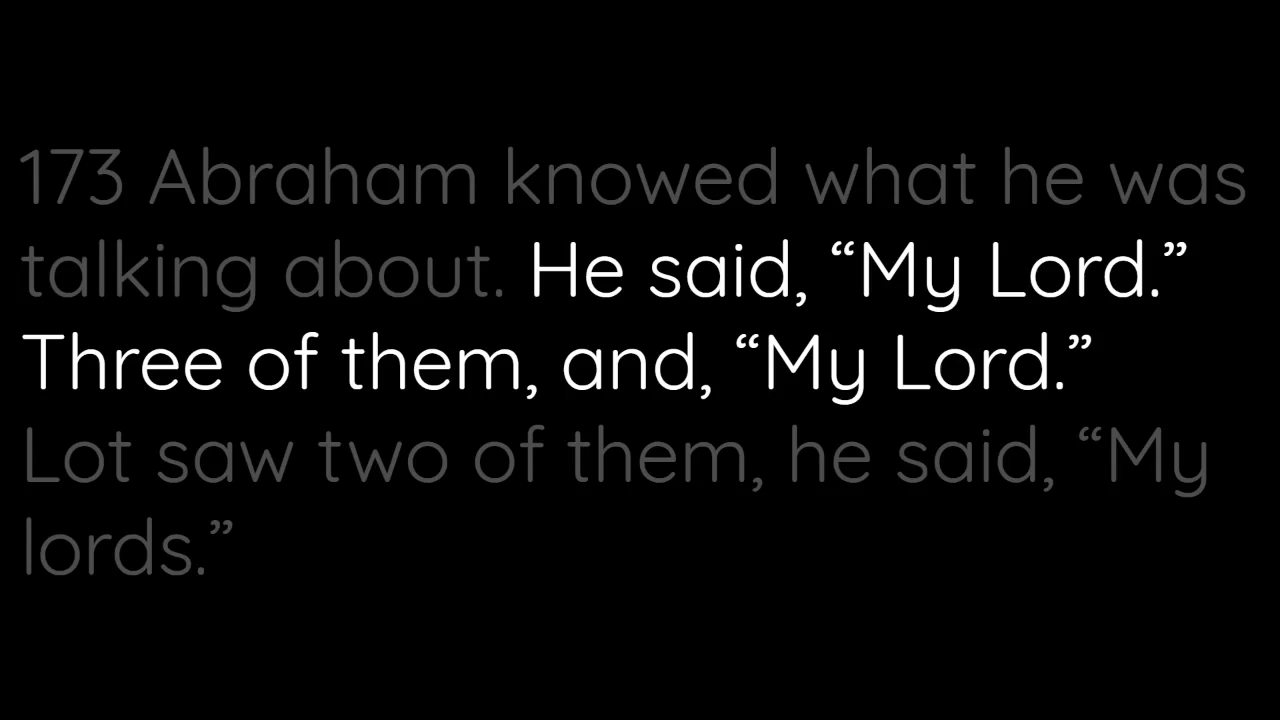 173 Abraham knowed what he was
talking about. He said, “My Lord.”
Three of them, and, “My Lord.”
Lot saw two of them, he said, “My
lords.”